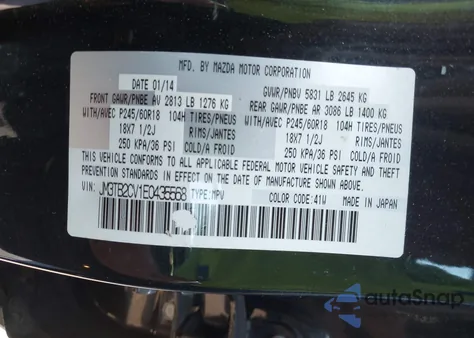 MFD. BY MAZDA MOTOR CORPORATION
DATE 01/14 GVWR/PNBV 5831 LB 2645 KG
FRONT GAWR/PNBE AV 2813 LB 1276 KG REAR GAWR/PNBE AR 3086 LB 1400 KG
WITH/AVEC P245/60R18 104H TIRES/PNEUS WITH/AVEC P245/60R18 104H TIRES/PNEUS
18X7 1/2J RIMS/JANTES 18X7 1/2J RIMS/JANTES
250 KPA/36 PSI COLD/A FROID 250 KPA/36 PSI COLD/A FROID
THIS VEHICLE CONFORMS TO ALL APPLICABLE FEDERAL MOTOR VEHICLE SAFETY AND THEFT
PREVENTION STANDARDS IN EFFECT ON THE DATE OF MANUFACTURE SHOWN ABOVE.
JM3TB2CV1E0435568 TYPE:MPV COLOR CODE:41W MADE IN JAPAN
autoSnap